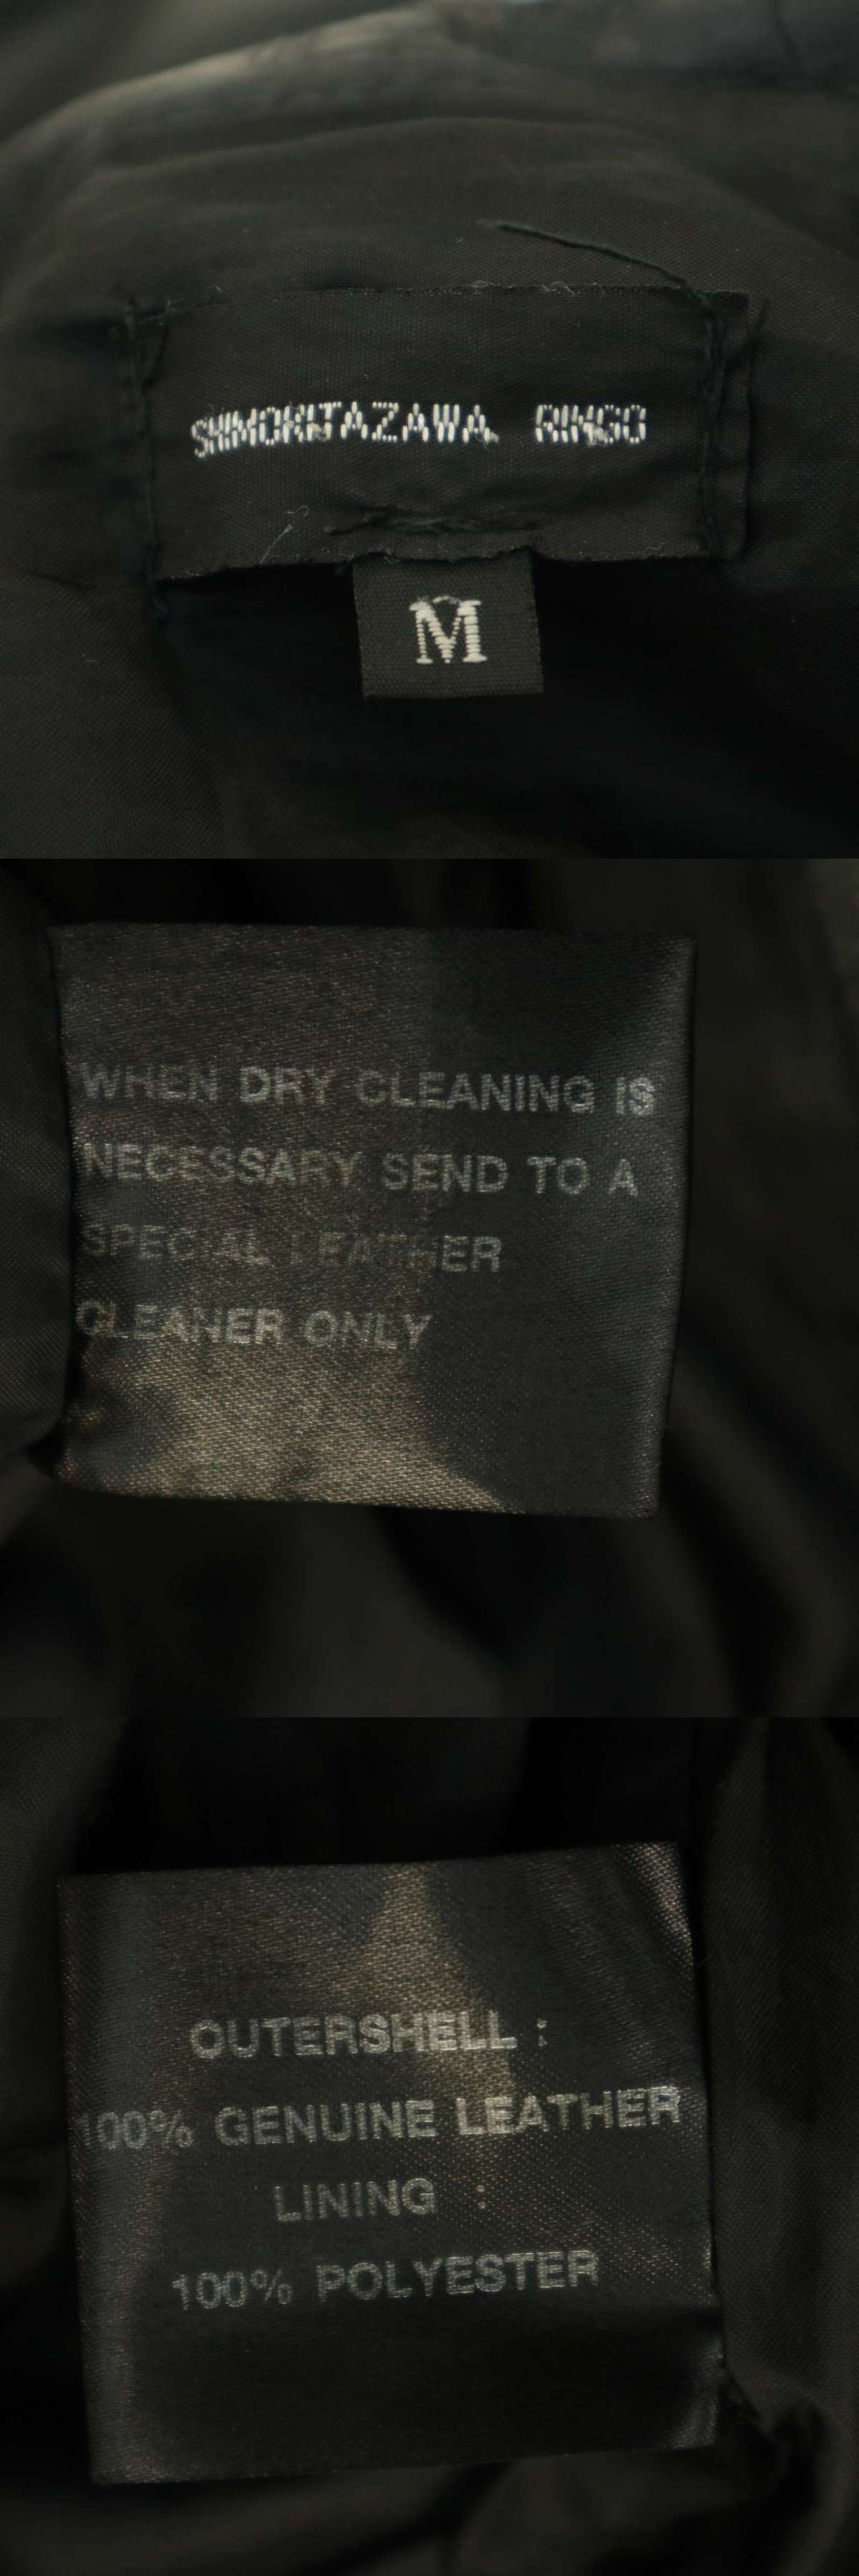 SHIMOKITAZAWA RINGO
M
WHEN DRY CLEANING IS
NECESSARY SEND TO A
SPECIAL LEATHER
CLEANER ONLY
OUTERSHELL :
100% GENUINE LEATHER
LINING :
100% POLYESTER